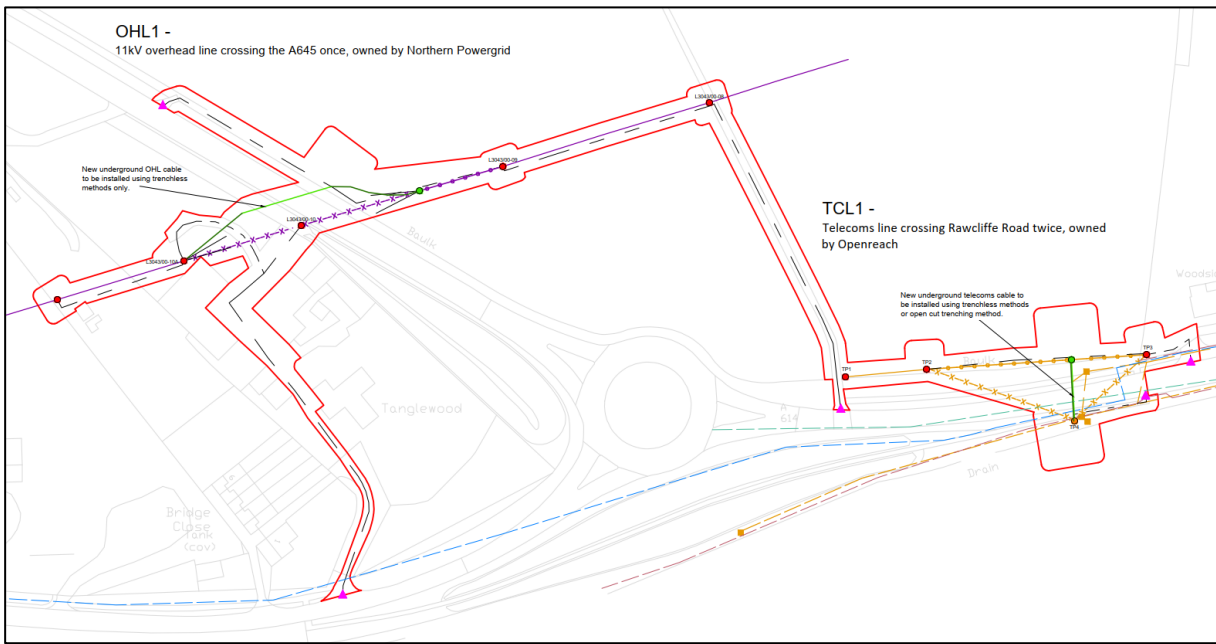 OHL1 -
11kV overhead line crossing the A645 once, owned by Northern Powergrid
L3043/00-08
L3043/00-09
New underground OHL cable
to be installed using trenchless
methods only.
L3043/00-10
TCL1 -
Telecoms line crossing Rawcliffe Road twice, owned
by Openreach
Baulk
L3043/00-10A
Woodsi
New underground telecoms cable to
be installed using trenchless methods
or open cut trenching method.
TP3
Baulk
TP2
TP1
Tanglewood
A
614
TP4
Drain
Bridge
Close
Tank
(cov)